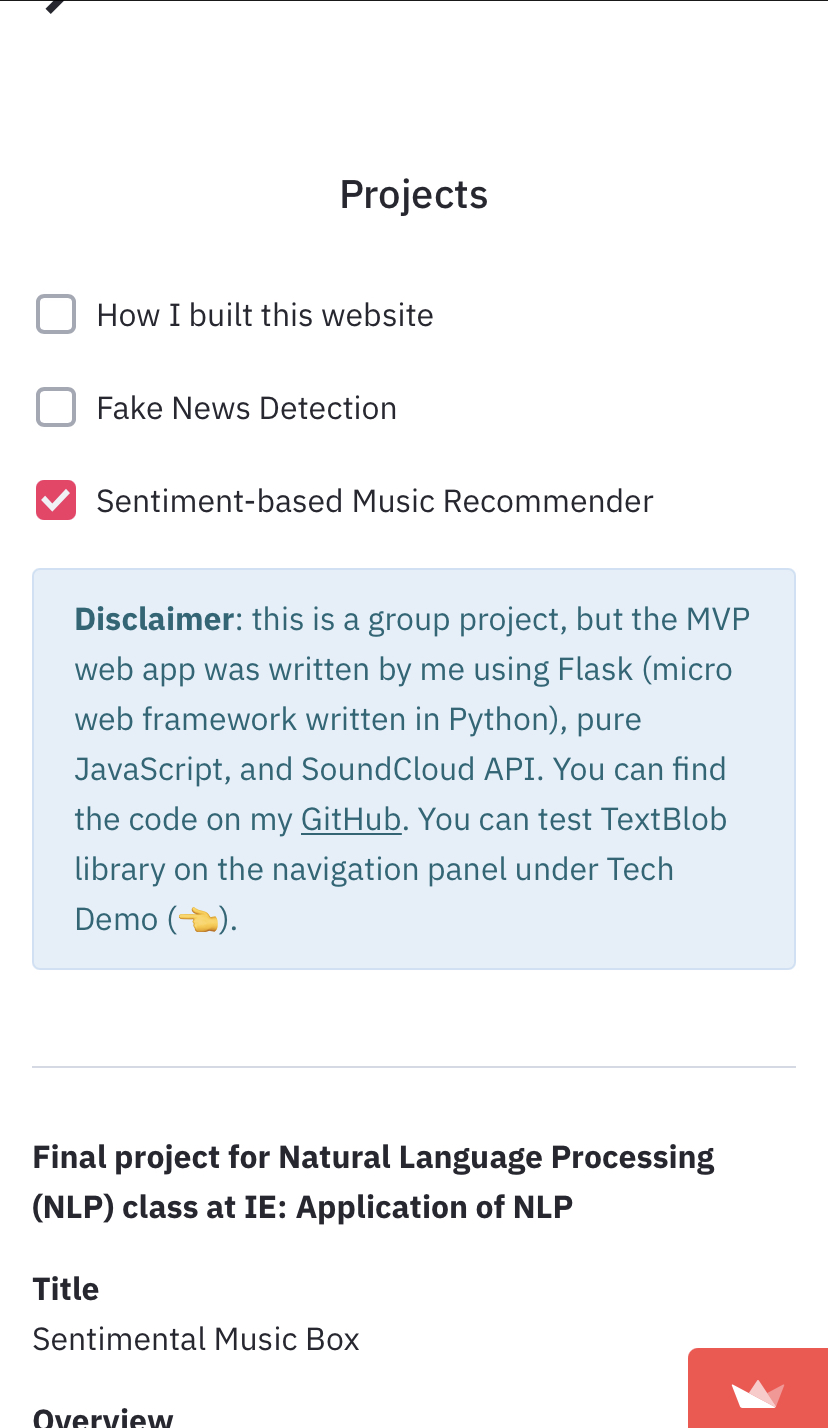 Projects
How I built this website
Fake News Detection
Sentiment-based Music Recommender
Disclaimer: this is a group project, but the MVP
web app was written by me using Flask (micro
web framework written in Python), pure
JavaScript, and SoundCloud API. You can find
the code on my GitHub. You can test TextBlob
library on the navigation panel under Tech
Demo (👈).
Final project for Natural Language Processing
(NLP) class at IE: Application of NLP
Title
Sentimental Music Box
Overview